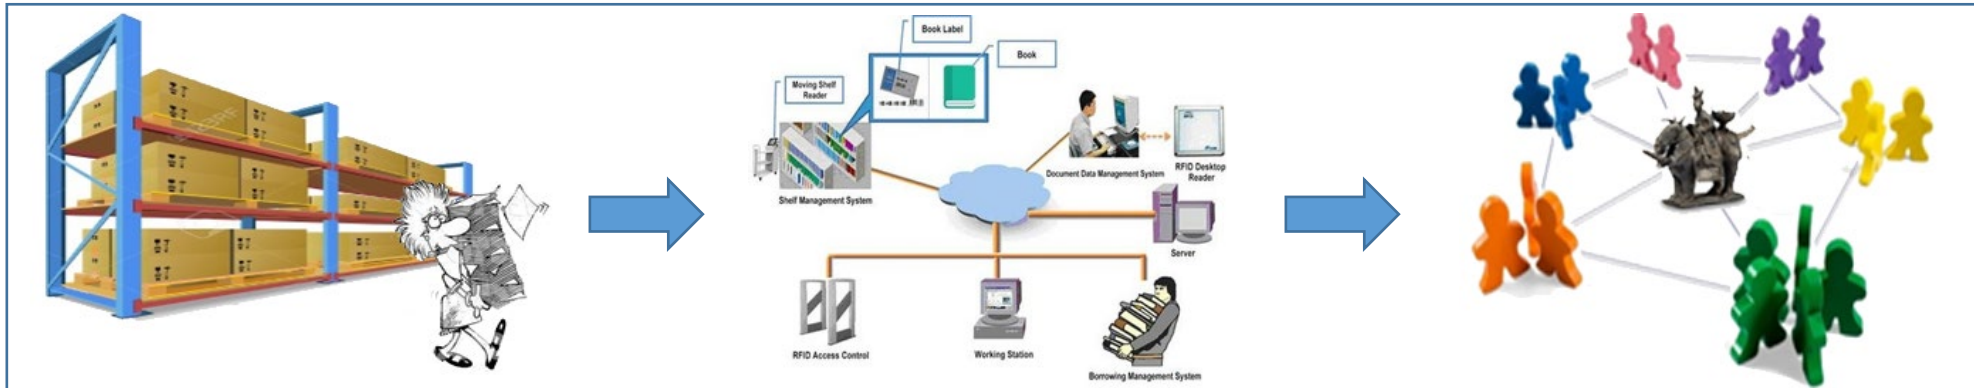 Book Label
Book
Moving Shelf
Reader
Shelf Management System
Document Data Management System
RFID Desktop
Reader
Server
RFID Access Control
Working Station
Borrowing Management System